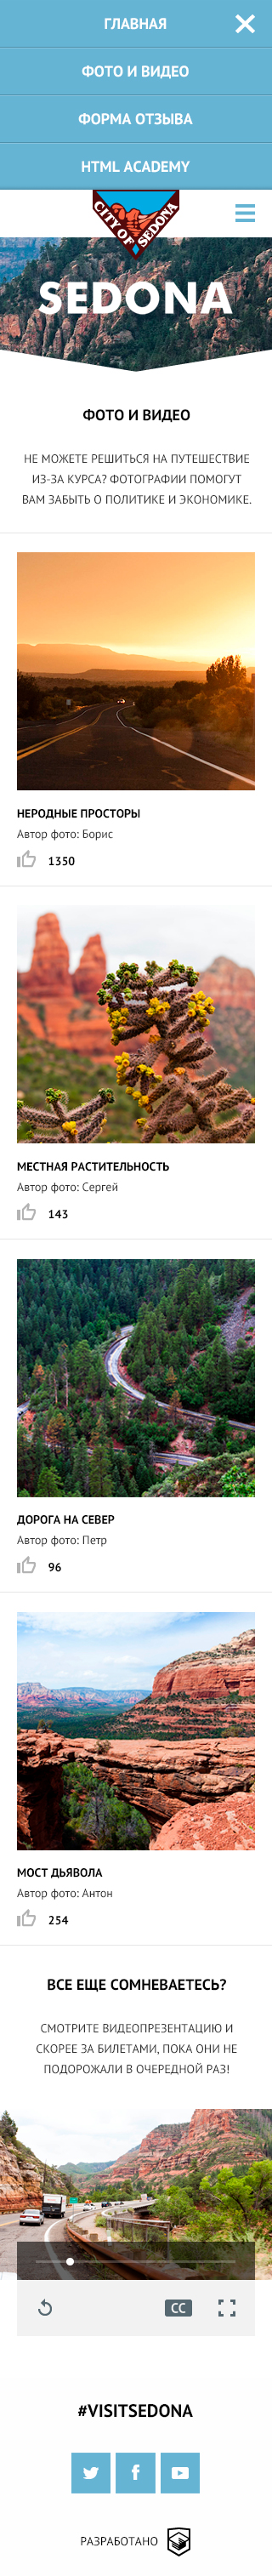 ГЛАВНАЯ
ФОТО И ВИДЕО
ФОРМА ОТЗЫВА
HTML ACADEMY
CITY OF SEDONA
SEDONA
ФОТО И ВИДЕО
НЕ МОЖЕТЕ РЕШИТЬСЯ НА ПУТЕШЕСТВИЕ
ИЗ-ЗА КУРСА? ФОТОГРАФИИ ПОМОГУТ
ВАМ ЗАБЫТЬ О ПОЛИТИКЕ И ЭКОНОМИКЕ.
НЕРОДНЫЕ ПРОСТОРЫ
Автор фото: Борис
1350
МЕСТНАЯ РАСТИТЕЛЬНОСТЬ
Автор фото: Сергей
143
ДОРОГА НА СЕВЕР
Автор фото: Петр
96
МОСТ ДЬЯВОЛА
Автор фото: Антон
254
ВСЕ ЕЩЕ СОМНЕВАЕТЕСЬ?
СМОТРИТЕ ВИДЕОПРЕЗЕНТАЦИЮ И
СКОРЕЕ ЗА БИЛЕТАМИ, ПОКА ОНИ НЕ
ПОДОРОЖАЛИ В ОЧЕРЕДНОЙ РАЗ!
CC
#VISITSEDONA
РАЗРАБОТАНО